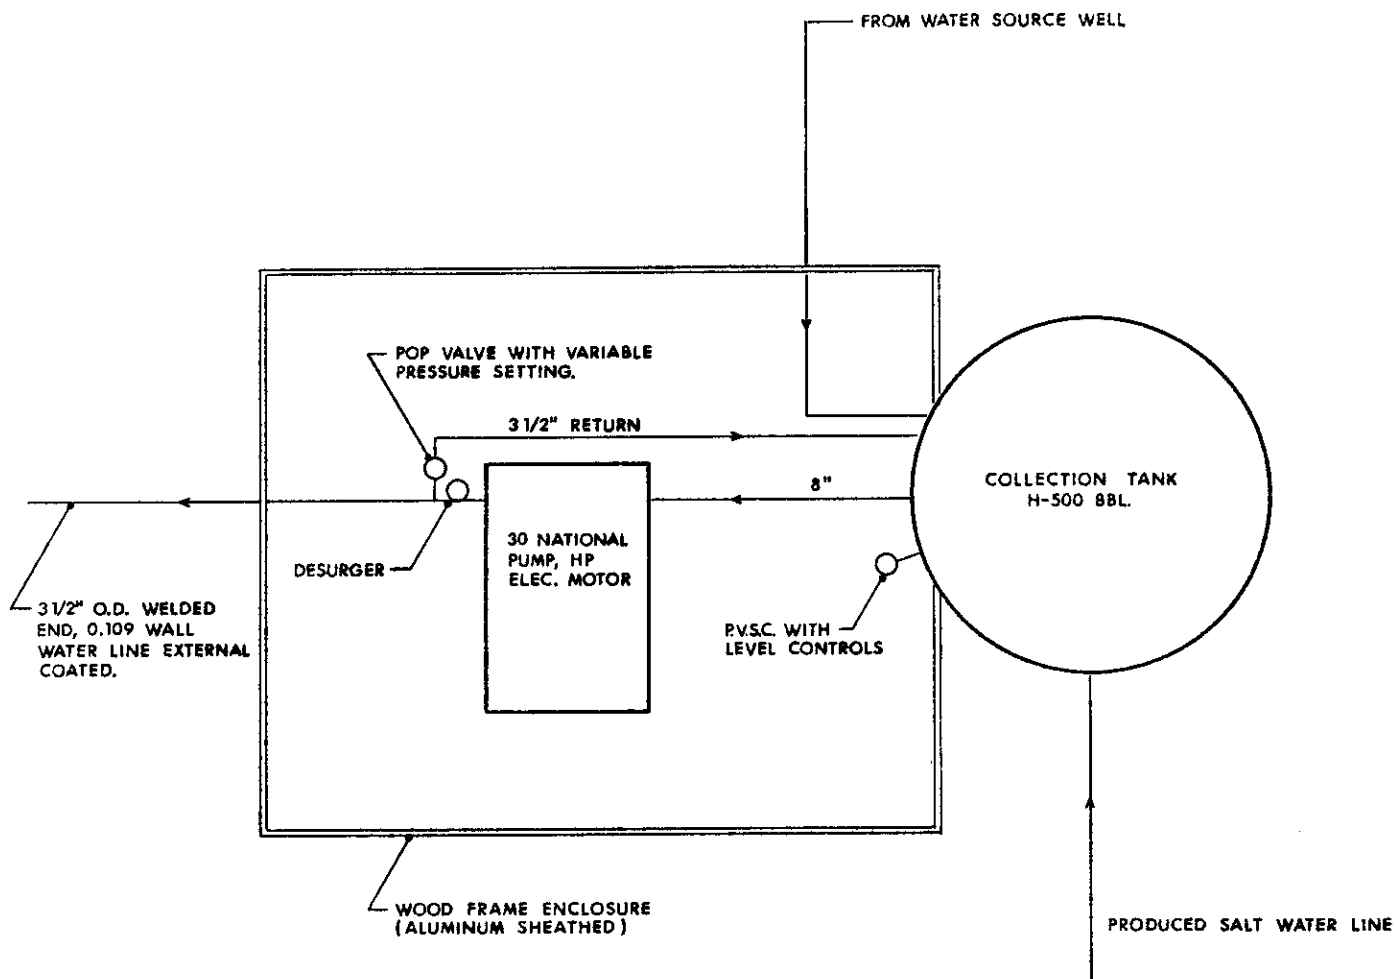 FROM WATER SOURCE WELL
POP VALVE WITH VARIABLE
PRESSURE SETTING.
3 1/2" RETURN
8"
COLLECTION TANK
H-500 BBL.
30 NATIONAL
PUMP, HP
ELEC. MOTOR
DESURGER
3 1/2" O.D. WELDED
END, 0.109 WALL
WATER LINE EXTERNAL
COATED.
P.V.S.C. WITH
LEVEL CONTROLS
WOOD FRAME ENCLOSURE
(ALUMINUM SHEATHED)
PRODUCED SALT WATER LINE